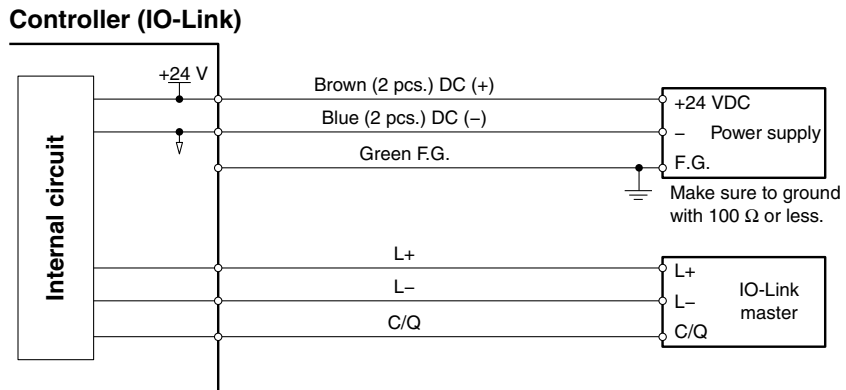 Controller (IO-Link)
+24 V
Internal circuit
Brown (2 pcs.) DC (+)
Blue (2 pcs.) DC (−)
Green F.G.
+24 VDC
− Power supply
F.G.
Make sure to ground
with 100 Ω or less.
L+
L−
C/Q
L+
L−
C/Q
IO-Link
master